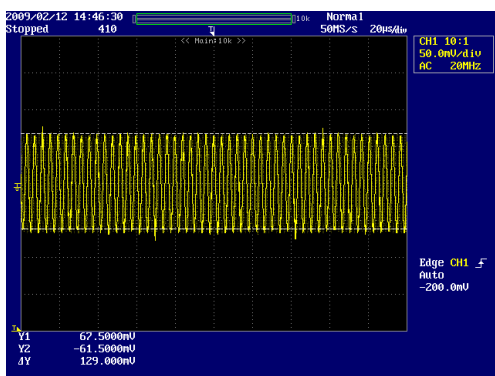 2009/02/12 14:46:30 10k Normal
Stopped 410 50MS/s 20µs/div
<< Main:10k >>
CH1 10:1
50.0mV/div
AC 20MHz
Edge CH1
Auto
-200.0mV
Y1 67.5000mV
Y2 -61.5000mV
ΔY 129.000mV